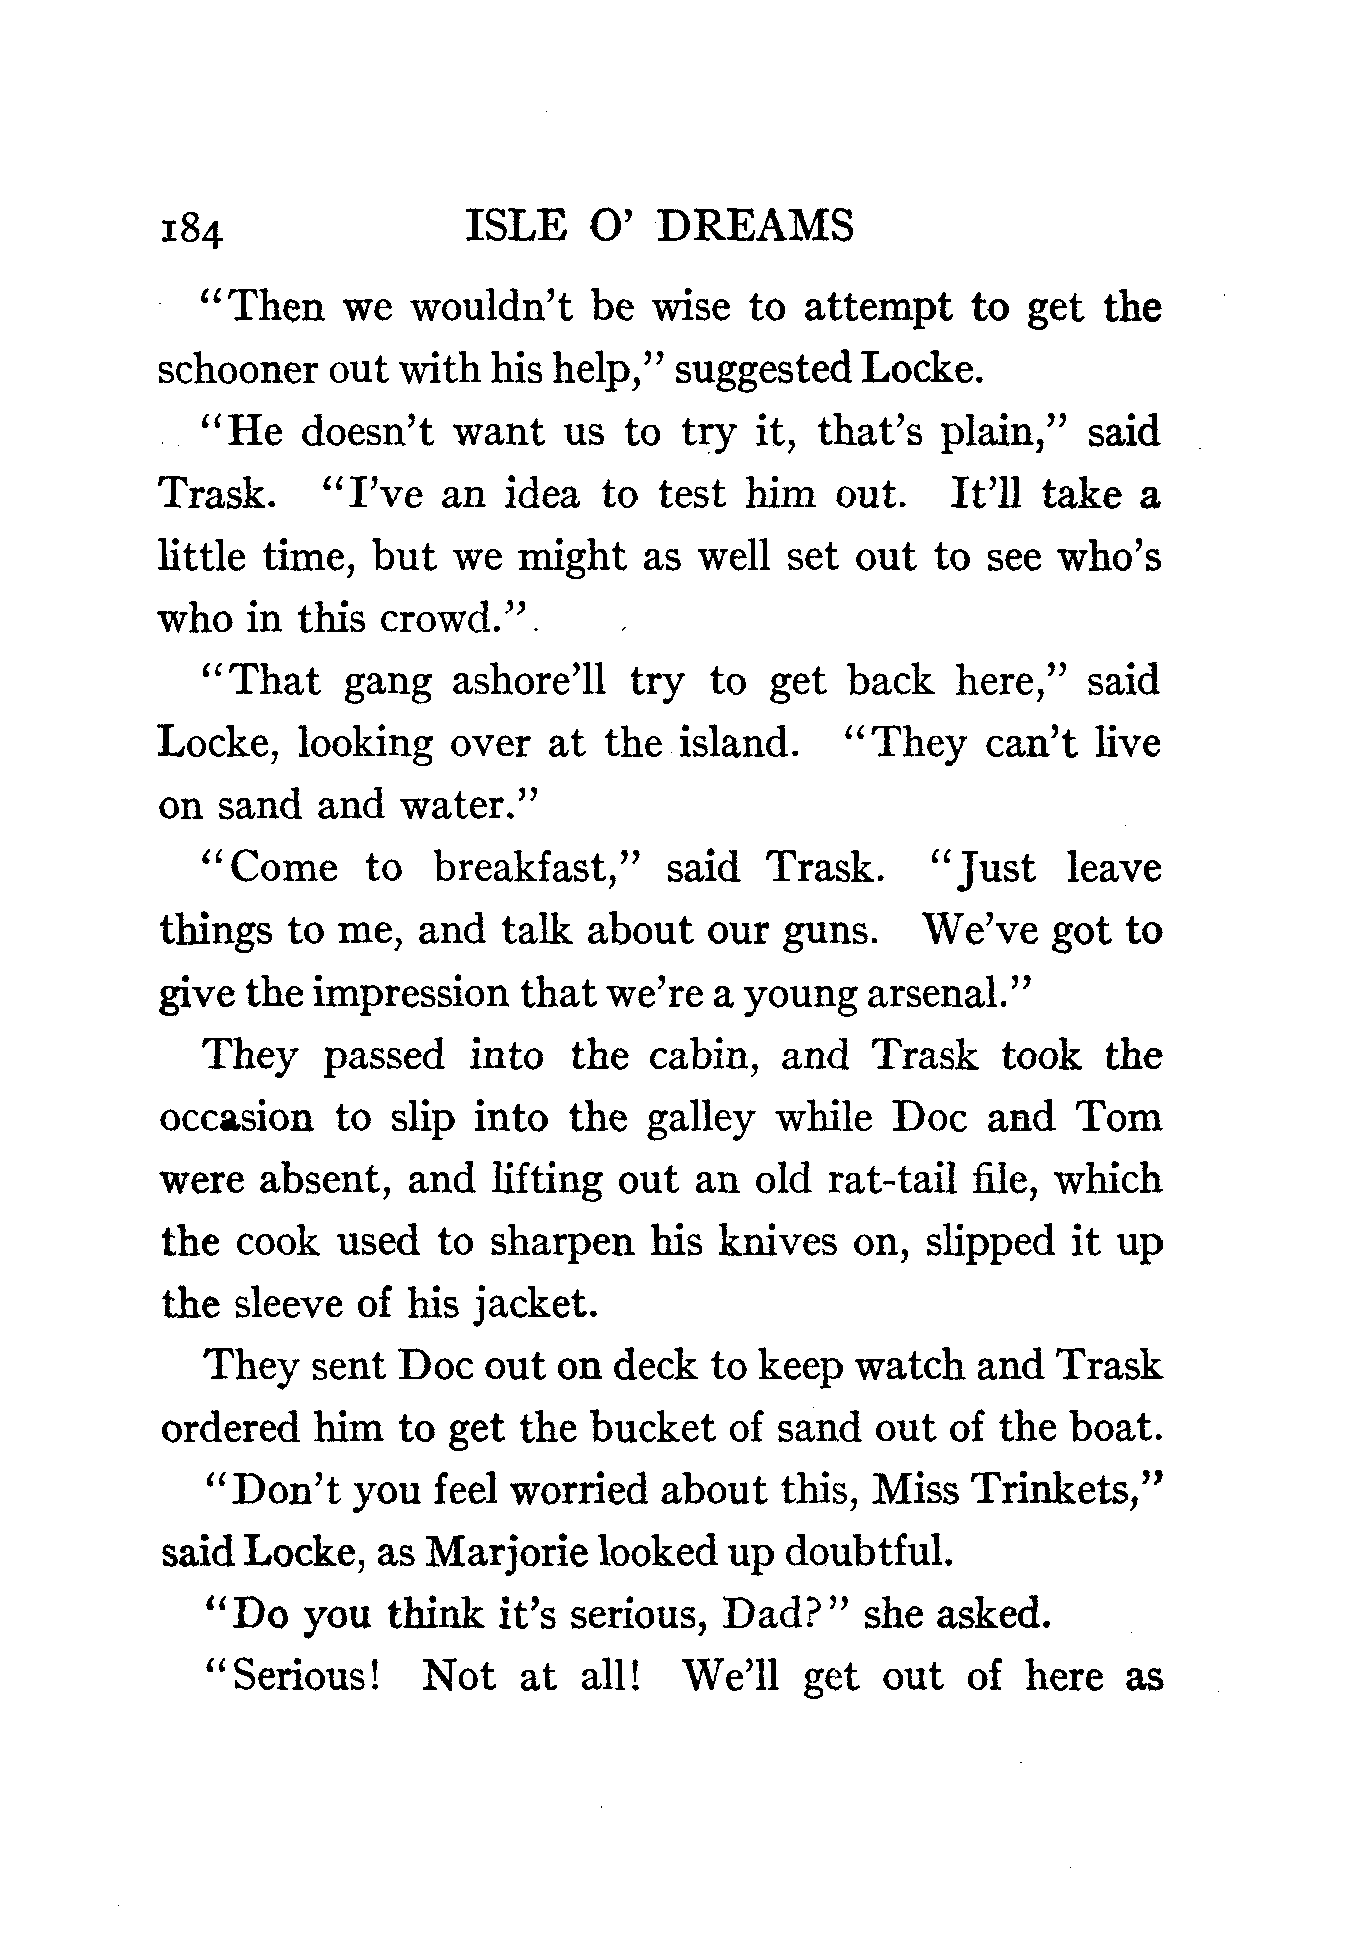 184 ISLE O' DREAMS
"Then we wouldn't be wise to attempt to get the
schooner out with his help," suggested Locke.
"He doesn't want us to try it, that's plain," said
Trask. "I've an idea to test him out. It'll take a
little time, but we might as well set out to see who's
who in this crowd."
"That gang ashore'll try to get back here," said
Locke, looking over at the island. "They can't live
on sand and water."
"Come to breakfast," said Trask. "Just leave
things to me, and talk about our guns. We've got to
give the impression that we're a young arsenal."
They passed into the cabin, and Trask took the
occasion to slip into the galley while Doc and Tom
were absent, and lifting out an old rat-tail file, which
the cook used to sharpen his knives on, slipped it up
the sleeve of his jacket.
They sent Doc out on deck to keep watch and Trask
ordered him to get the bucket of sand out of the boat.
"Don't you feel worried about this, Miss Trinkets,"
said Locke, as Marjorie looked up doubtful.
"Do you think it's serious, Dad?" she asked.
"Serious! Not at all! We'll get out of here as